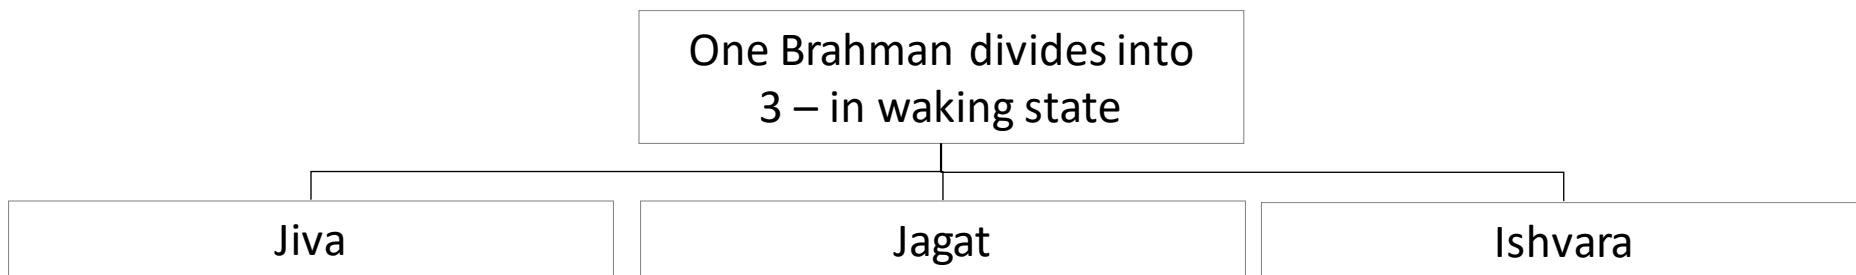 One Brahman divides into
3 – in waking state
Jiva
Jagat
Ishvara